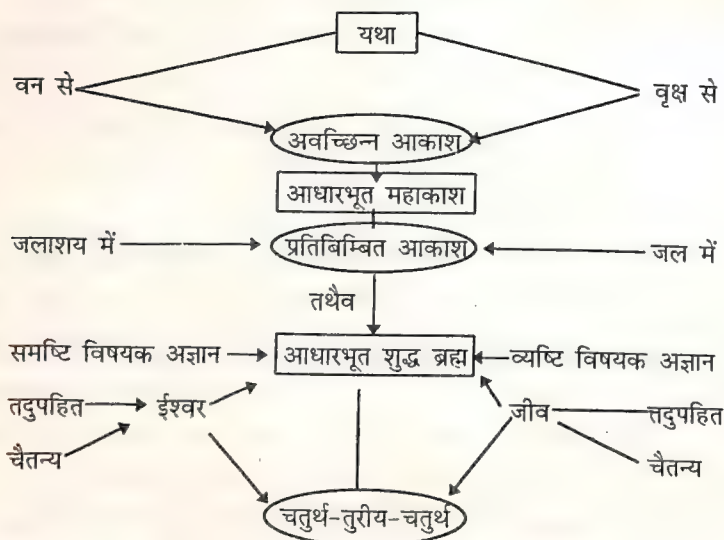 यथा
वन से
वृक्ष से
अवच्छिन्न आकाश
आधारभूत महाकाश
जलाशय में
प्रतिबिम्बित आकाश
जल में
तथैव
समष्टि विषयक अज्ञान
आधारभूत शुद्ध ब्रह्म
व्यष्टि विषयक अज्ञान
तदुपहित
ईश्वर
जीव
तदुपहित
चैतन्य
चैतन्य
चतुर्थ-तुरीय-चतुर्थ